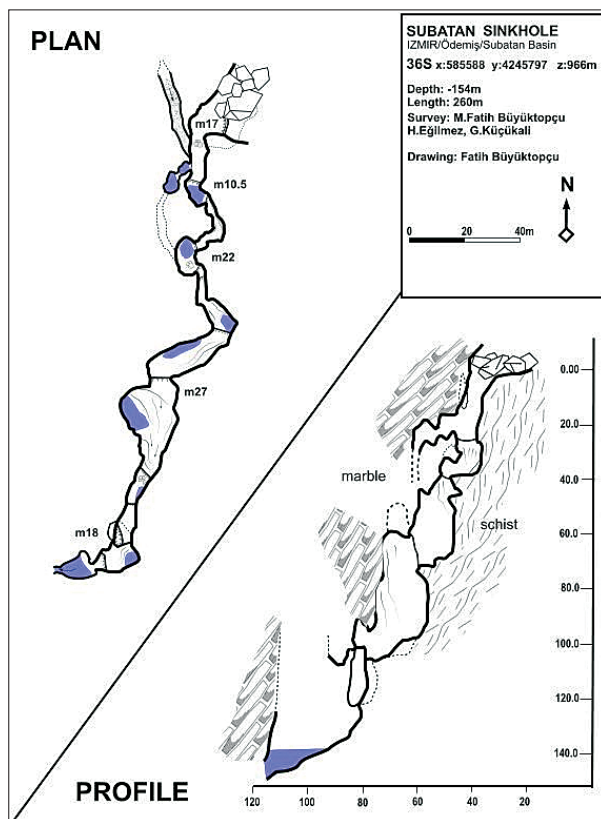 PLAN
SUBATAN SINKHOLE
IZMIR/Ödemiş/Subatan Basin
36S x:585588 y:4245797 z:966m
Depth: -154m
Length: 260m
Survey: M.Fatih Büyüktopçu
H.Eğilmez, G.Küçükali
Drawing: Fatih Büyüktopçu
N
0 20 40m
m17
m10.5
m22
m27
m18
marble
schist
0.00
20.0
40.0
60.0
80.0
100.0
120.0
140.0
PROFILE
120 100 80 60 40 20 0